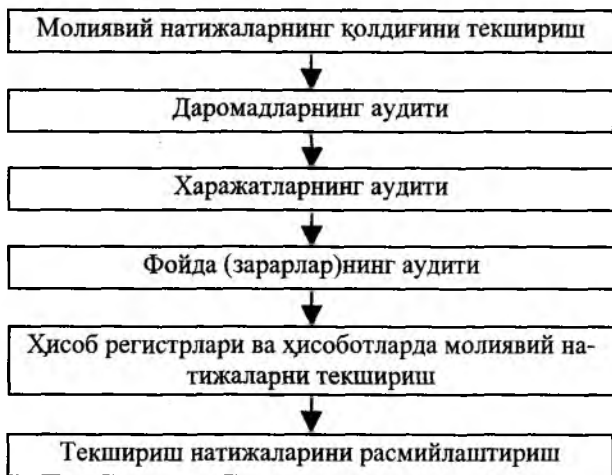 Молиявий натижаларнинг қолдиғини текшириш
Даромадларнинг аудити
Харажатларнинг аудити
Фойда (зарарлар)нинг аудити
Ҳисоб регистрлари ва ҳисоботларда молиявий на-
тижаларни текшириш
Текшириш натижаларини расмийлаштириш